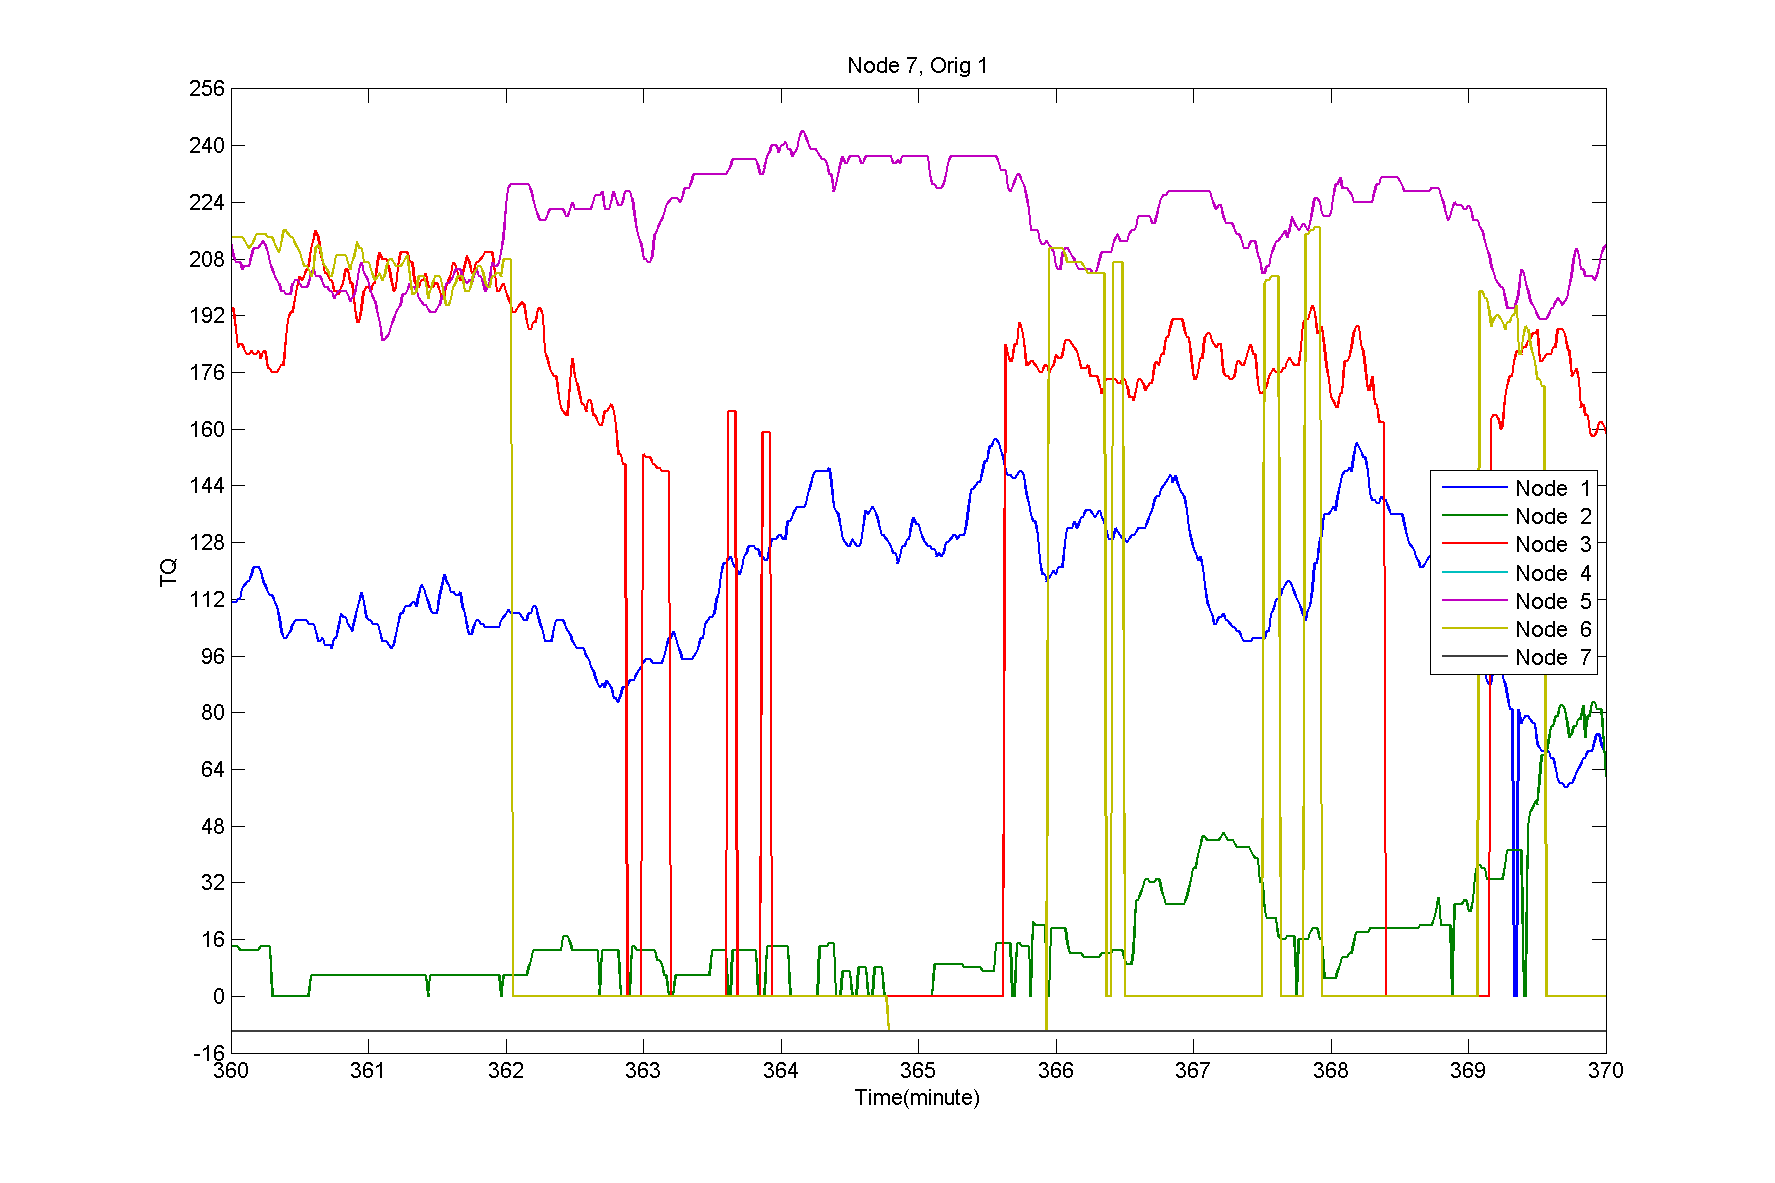 Node 7, Orig 1
256
240
224
208
192
176
160
144
128
112
96
80
64
48
32
16
0
-16
TQ
Node 1
Node 2
Node 3
Node 4
Node 5
Node 6
Node 7
360 361 362 363 364 365 366 367 368 369 370
Time(minute)